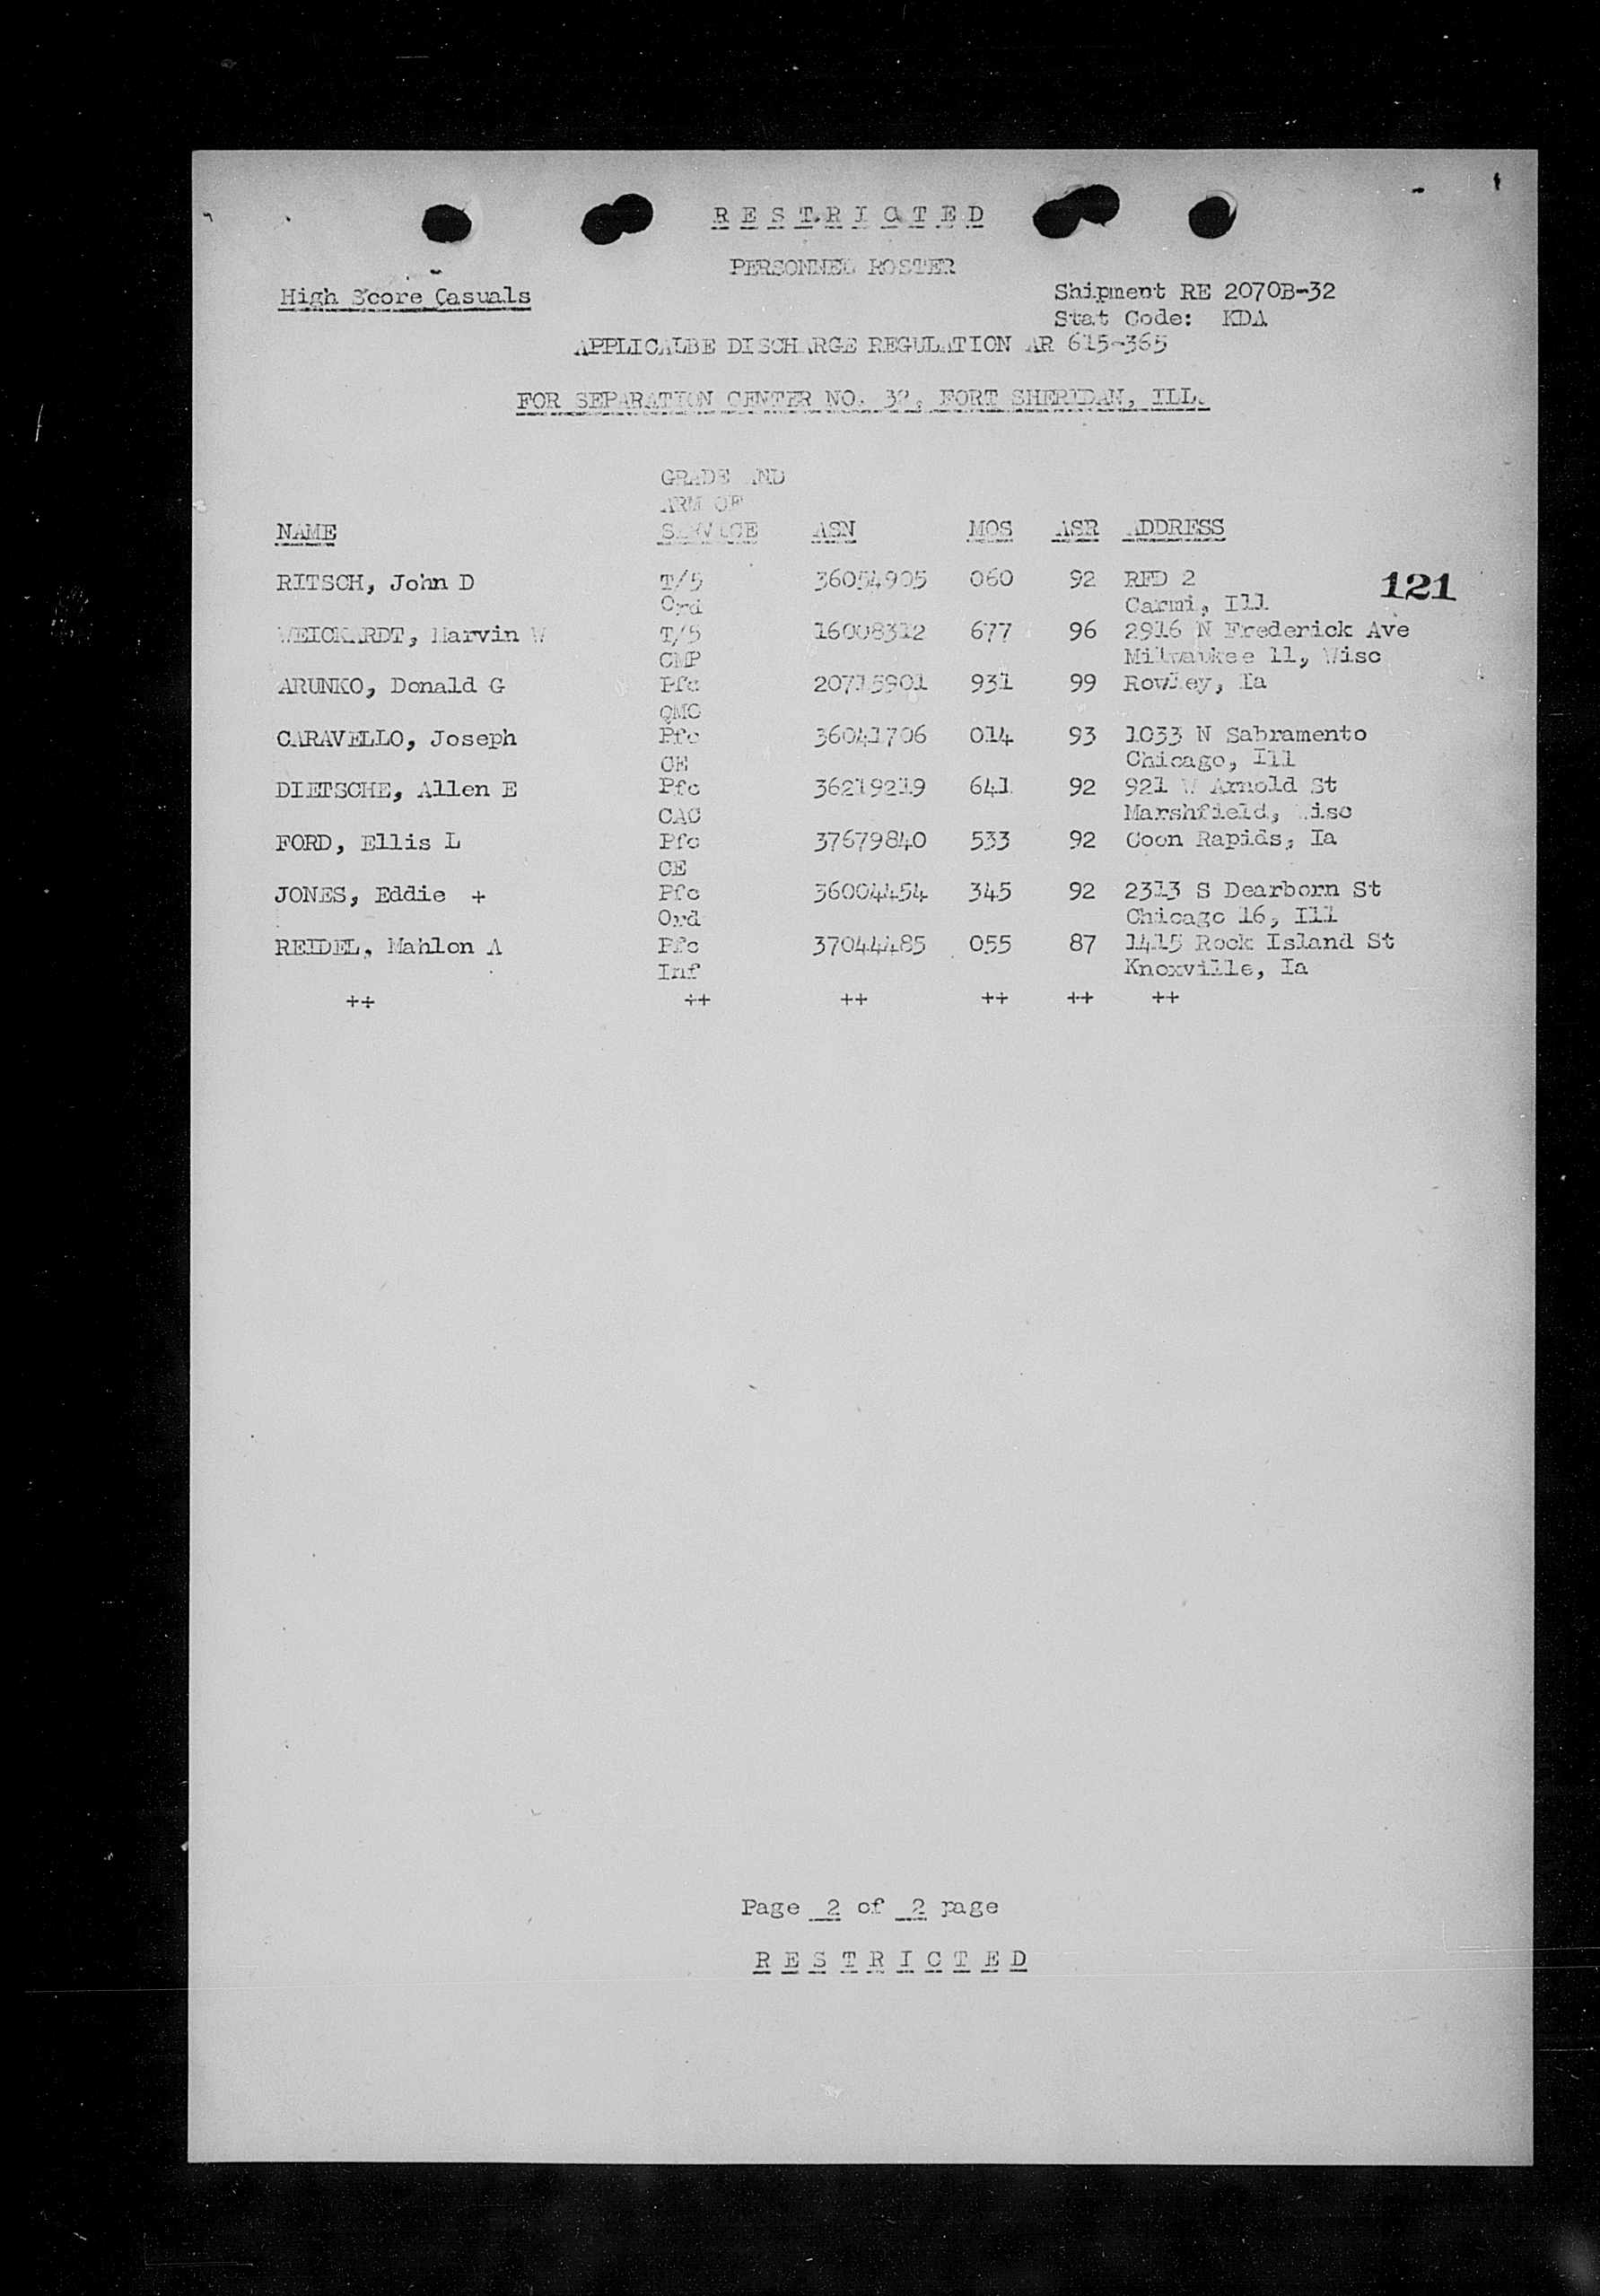 R E S T R I C T E D
PERSONNEL ROSTER
High Score Casuals
Shipment RE 2070B-32
Stat Code: KDA
APPLICALBE DISCHARGE REGULATION AR 615-365
FOR SEPARATION CENTER NO. 32, FORT SHERIDAN, ILL.
GRADE AND
ARM OF
NAME SERVICE ASN MOS ASR ADDRESS
RITSCH, John D T/5 36054905 060 92 RFD 2 121
Ord Carmi, Ill
WEICKARDT, Marvin W T/5 16008312 677 96 2916 N Frederick Ave
CMP Milwaukee 11, Wisc
ARUNKO, Donald G Pfc 20715901 931 99 Rowley, Ia
QMC
CARAVELLO, Joseph Pfc 36041706 014 93 1033 N Sabramento
CE Chicago, Ill
DIETSCHE, Allen E Pfc 36219219 641 92 921 W Arnold St
CAC Marshfield, Wisc
FORD, Ellis L Pfc 37679840 533 92 Coon Rapids, Ia
CE
JONES, Eddie + Pfc 36004454 345 92 2313 S Dearborn St
Ord Chicago 16, Ill
REIDEL, Mahlon A Pfc 37044485 055 87 1415 Rock Island St
Inf Knoxville, Ia
++ ++ ++ ++ ++ ++
Page 2 of 2 page
R E S T R I C T E D